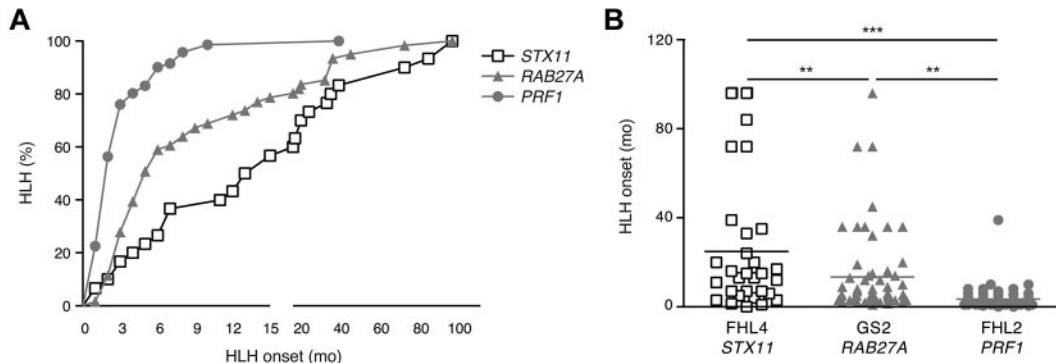 A
HLH (%)
100
80
60
40
20
0
0 3 6 9 12 15 20 40 60 80 100
HLH onset (mo)
STX11
RAB27A
PRF1
B
HLH onset (mo)
120
80
40
0
***
** **
FHL4 GS2 FHL2
STX11 RAB27A PRF1